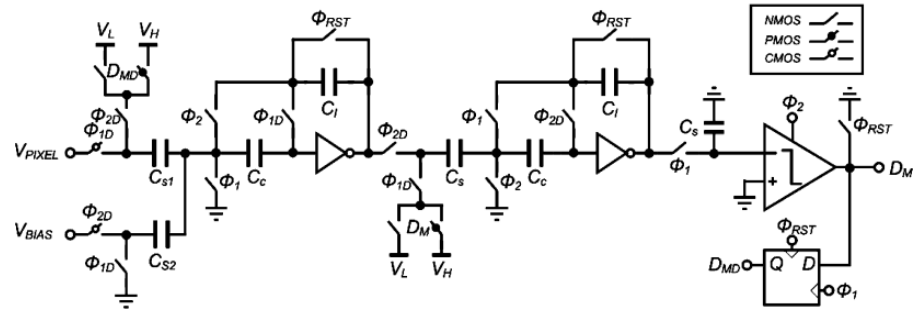 V_L V_H
D_MD
Φ_2D
Φ_1D
V_PIXEL
C_s1
Φ_2
Φ_1
C_c
Φ_1D
Φ_RST
C_I
V_BIAS
Φ_2D
Φ_1D
C_S2
Φ_2D
Φ_1D
C_s
D_M
V_L V_H
Φ_1
Φ_2
C_c
Φ_2D
Φ_RST
C_I
Φ_1
C_s
Φ_2
+
Φ_RST
D_M
Φ_RST
D_MD
Q D
Φ_1
NMOS
PMOS
CMOS